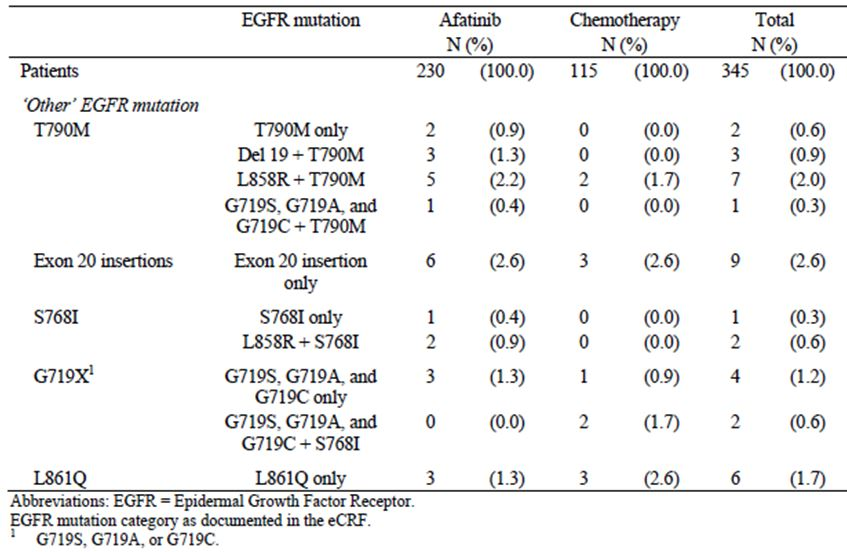 EGFR mutation Afatinib Chemotherapy Total
N (%) N (%) N (%)
Patients 230 (100.0) 115 (100.0) 345 (100.0)
‘Other’ EGFR mutation
T790M T790M only 2 (0.9) 0 (0.0) 2 (0.6)
Del 19 + T790M 3 (1.3) 0 (0.0) 3 (0.9)
L858R + T790M 5 (2.2) 2 (1.7) 7 (2.0)
G719S, G719A, and 1 (0.4) 0 (0.0) 1 (0.3)
G719C + T790M
Exon 20 insertions Exon 20 insertion 6 (2.6) 3 (2.6) 9 (2.6)
only
S768I S768I only 1 (0.4) 0 (0.0) 1 (0.3)
L858R + S768I 2 (0.9) 0 (0.0) 2 (0.6)
G719X1 G719S, G719A, and 3 (1.3) 1 (0.9) 4 (1.2)
G719C only
G719S, G719A, and 0 (0.0) 2 (1.7) 2 (0.6)
G719C + S768I
L861Q L861Q only 3 (1.3) 3 (2.6) 6 (1.7)
Abbreviations: EGFR = Epidermal Growth Factor Receptor.
EGFR mutation category as documented in the eCRF.
1 G719S, G719A, or G719C.